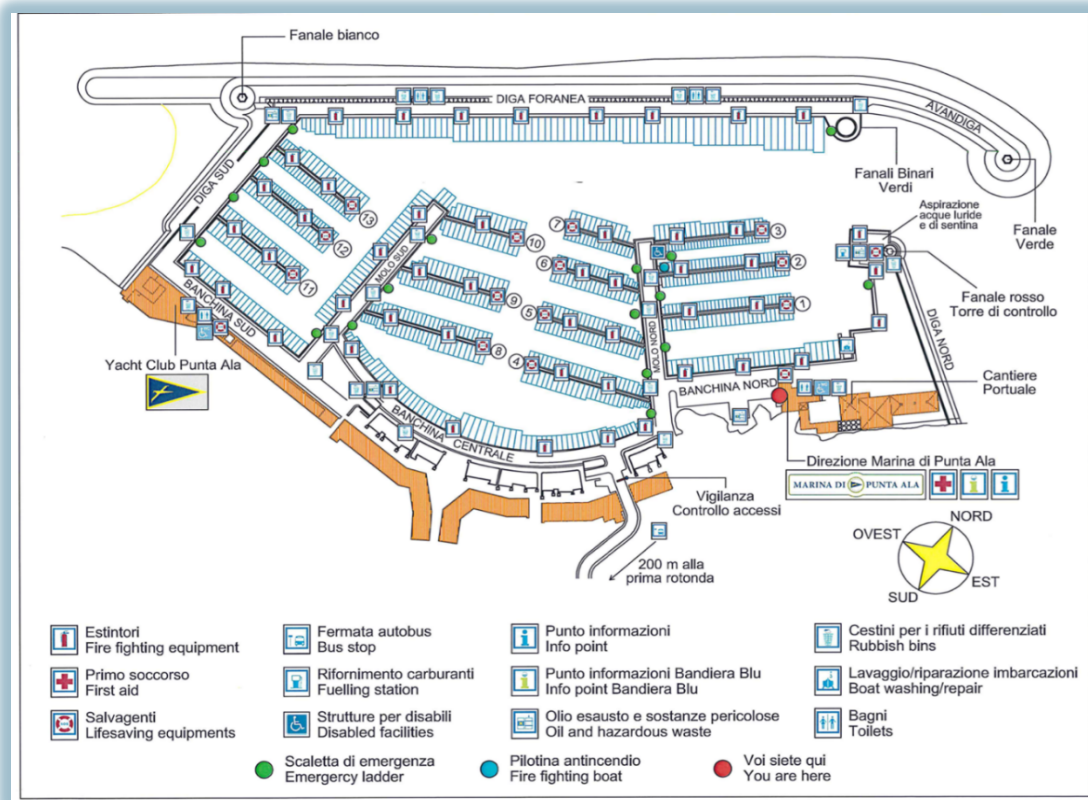 Fanale bianco
DIGA FORANEA
AVANDIGA
DIGA SUD
Fanali Binari
Verdi
Aspirazione
acque luride
e di sentina
Fanale
Verde
13
12
11
MOLO SUD
10
9
8
7
6
5
4
3
2
1
MOLO NORD
Fanale rosso
Torre di controllo
DIGA NORD
BANCHINA SUD
Yacht Club Punta Ala
BANCHINA CENTRALE
BANCHINA NORD
Cantiere
Portuale
Direzione Marina di Punta Ala
MARINA DI PUNTA ALA
Vigilanza
Controllo accessi
200 m alla
prima rotonda
NORD
OVEST
EST
SUD
Estintori
Fire fighting equipment
Primo soccorso
First aid
Salvagenti
Lifesaving equipments
Fermata autobus
Bus stop
Rifornimento carburanti
Fuelling station
Strutture per disabili
Disabled facilities
Punto informazioni
Info point
Punto informazioni Bandiera Blu
Info point Bandiera Blu
Olio esausto e sostanze pericolose
Oil and hazardous waste
Cestini per i rifiuti differenziati
Rubbish bins
Lavaggio/riparazione imbarcazioni
Boat washing/repair
Bagni
Toilets
Scaletta di emergenza
Emergercy ladder
Pilotina antincendio
Fire fighting boat
Voi siete qui
You are here